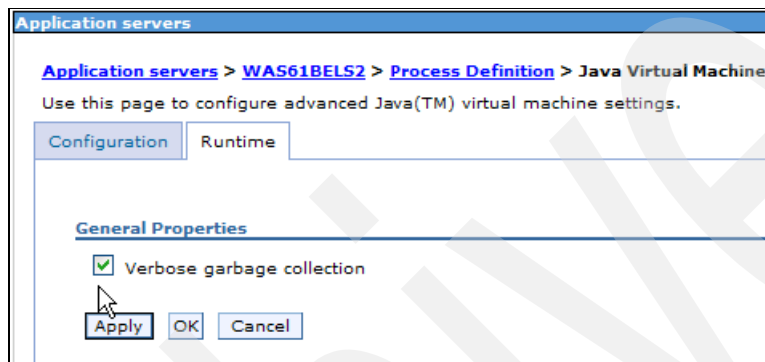 Application servers
Application servers > WAS61BELS2 > Process Definition > Java Virtual Machine
Use this page to configure advanced Java(TM) virtual machine settings.
Configuration Runtime
General Properties
Verbose garbage collection
Apply OK Cancel